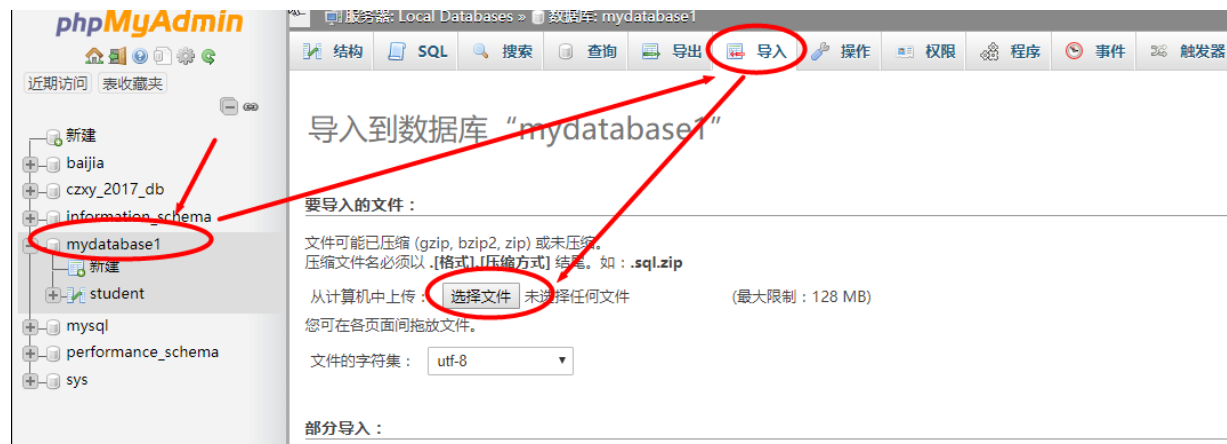 phpMyAdmin
近期访问 表收藏夹
新建
baijia
czxy_2017_db
information_schema
mydatabase1
新建
student
mysql
performance_schema
sys
服务器: Local Databases » 数据库: mydatabase1
结构 SQL 搜索 查询 导出 导入 操作 权限 程序 事件 触发器
导入到数据库“mydatabase1”
要导入的文件：
文件可能已压缩 (gzip, bzip2, zip) 或未压缩。
压缩文件名必须以 .[格式].[压缩方式] 结尾。如：.sql.zip
从计算机中上传： 选择文件 未选择任何文件 (最大限制：128 MB)
您可在各页面间拖放文件。
文件的字符集： utf-8
部分导入：